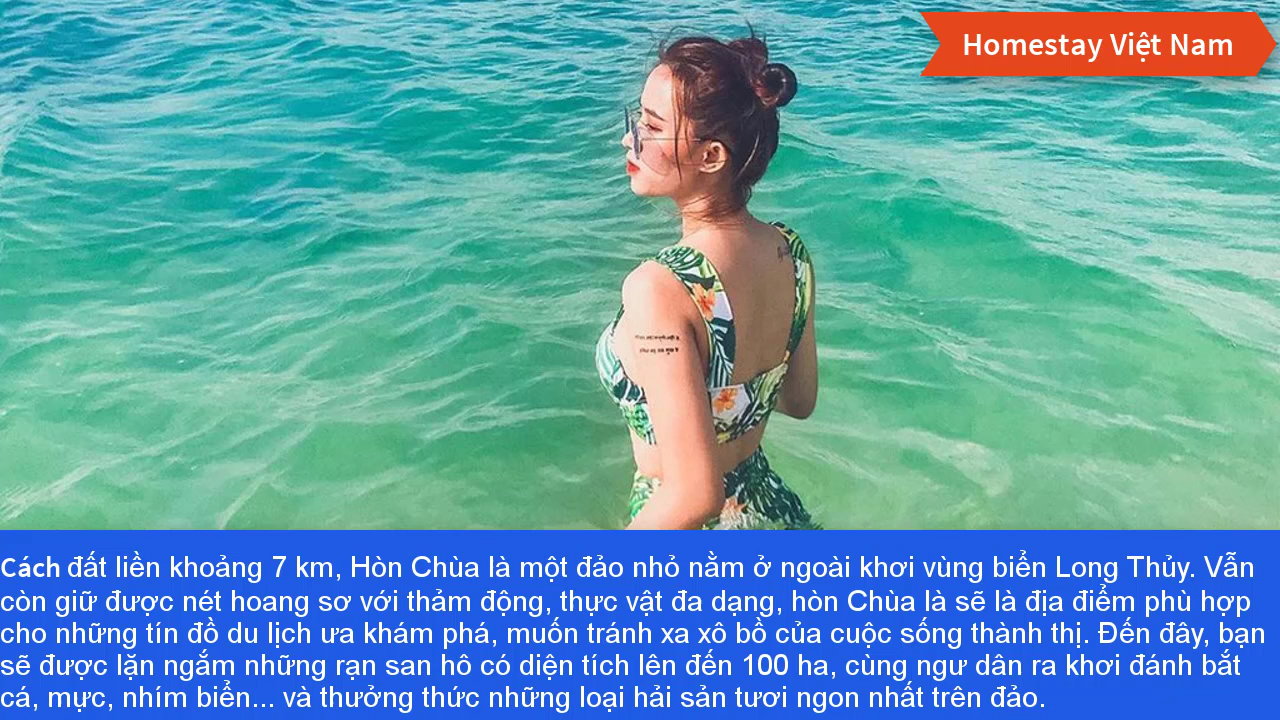 Homestay Việt Nam
Cách đất liền khoảng 7 km, Hòn Chùa là một đảo nhỏ nằm ở ngoài khơi vùng biển Long Thủy. Vẫn
còn giữ được nét hoang sơ với thảm động, thực vật đa dạng, hòn Chùa là sẽ là địa điểm phù hợp
cho những tín đồ du lịch ưa khám phá, muốn tránh xa xô bồ của cuộc sống thành thị. Đến đây, bạn
sẽ được lặn ngắm những rạn san hô có diện tích lên đến 100 ha, cùng ngư dân ra khơi đánh bắt
cá, mực, nhím biển... và thưởng thức những loại hải sản tươi ngon nhất trên đảo.